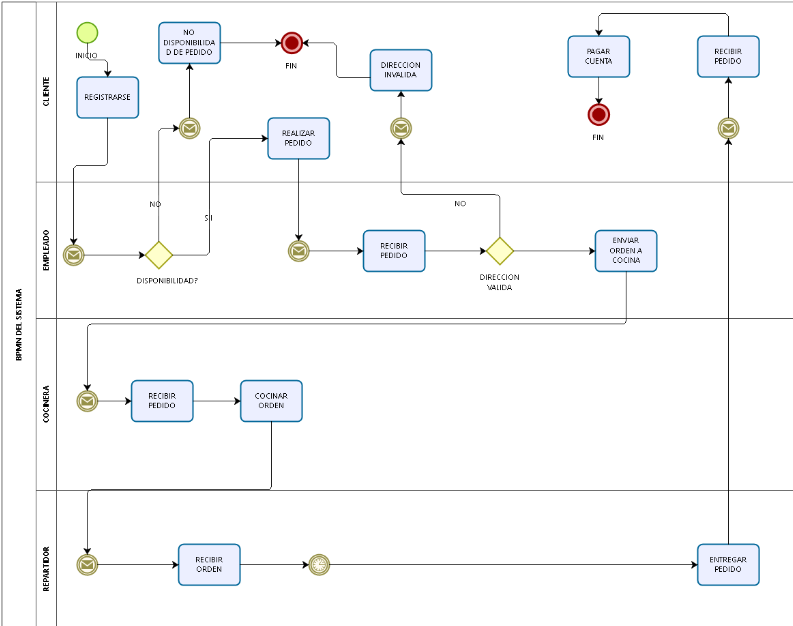 BPMN DEL SISTEMA
CLIENTE
INICIO
REGISTRARSE
NO
DISPONIBILIDA
D DE PEDIDO
FIN
DIRECCION
INVALIDA
REALIZAR
PEDIDO
PAGAR
CUENTA
FIN
RECIBIR
PEDIDO
EMPLEADO
NO
SI
DISPONIBILIDAD?
RECIBIR
PEDIDO
NO
DIRECCION
VALIDA
ENVIAR
ORDEN A
COCINA
COCINERA
RECIBIR
PEDIDO
COCINAR
ORDEN
REPARTIDOR
RECIBIR
ORDEN
ENTREGAR
PEDIDO